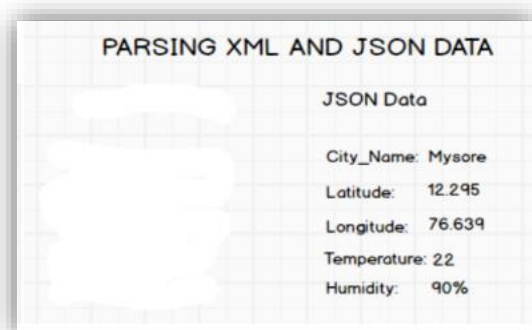 PARSING XML AND JSON DATA
JSON Data
City_Name: Mysore
Latitude: 12.295
Longitude: 76.639
Temperature: 22
Humidity: 90%